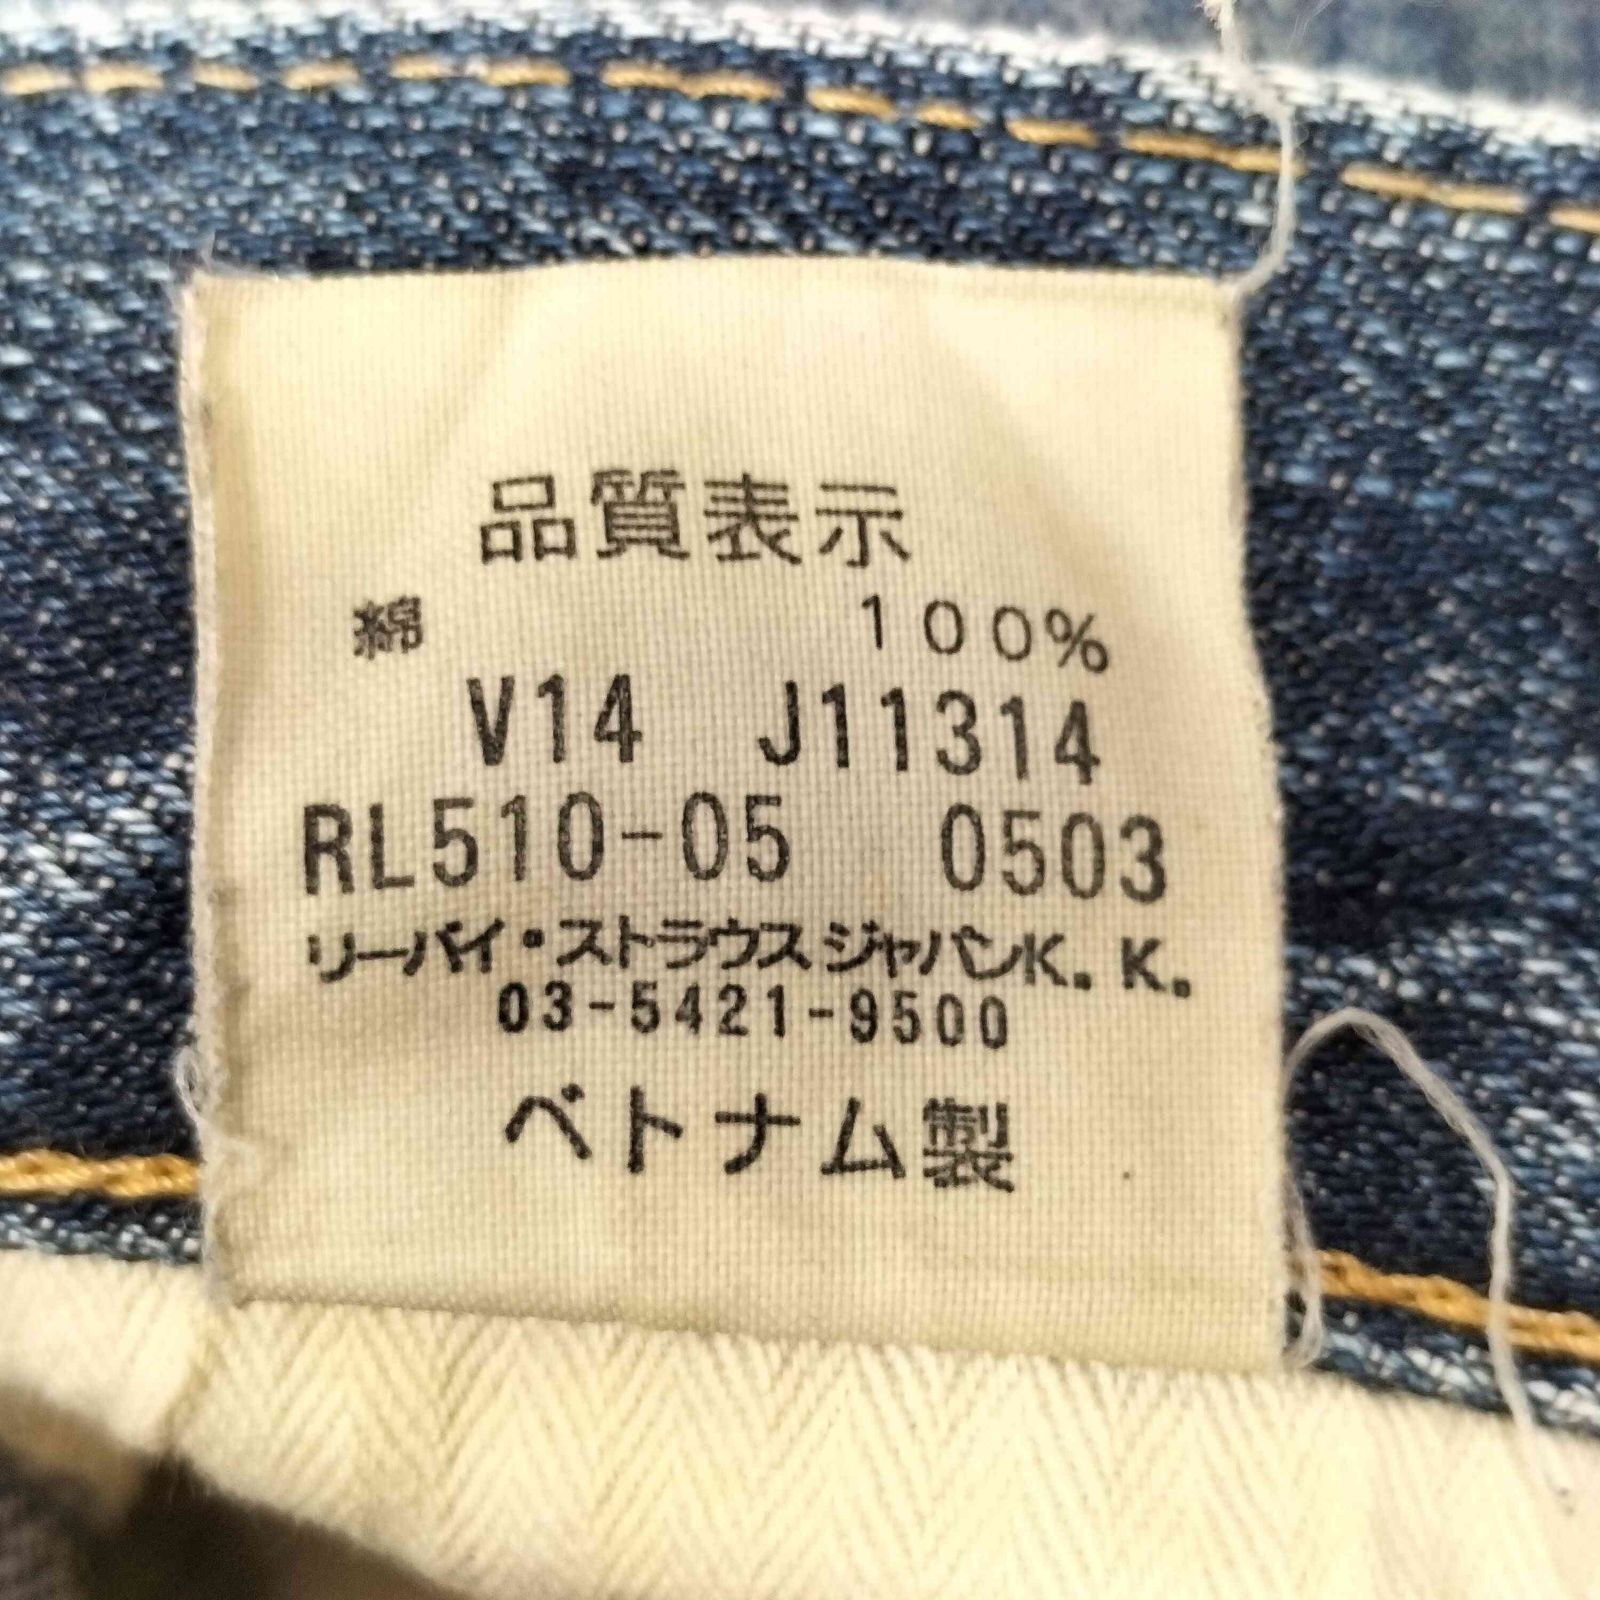 品質表示
綿 100%
V14 J11314
RL510-05 0503
リーバイ・ストラウスジャパンK.K.
03-5421-9500
ベトナム製